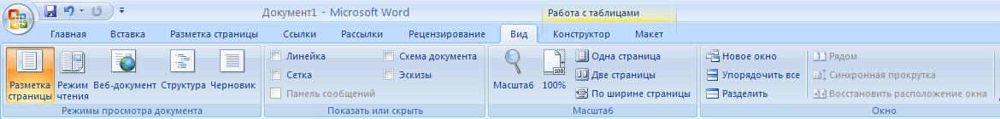 Документ1 - Microsoft Word
Работа с таблицами
Главная Вставка Разметка страницы Ссылки Рассылки Рецензирование Вид Конструктор Макет
Разметка страницы
Режим чтения
Веб-документ
Структура
Черновик
Режимы просмотра документа
Линейка
Сетка
Панель сообщений
Схема документа
Эскизы
Показать или скрыть
Масштаб
100
100%
Одна страница
Две страницы
По ширине страницы
Масштаб
Новое окно
Упорядочить все
Разделить
Рядом
Синхронная прокрутка
Восстановить расположение окна
Окно